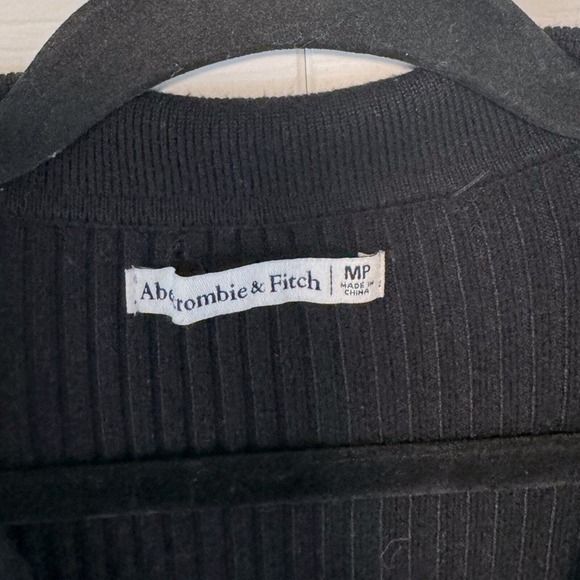 Abercrombie & Fitch
MP
MADE IN
CHINA